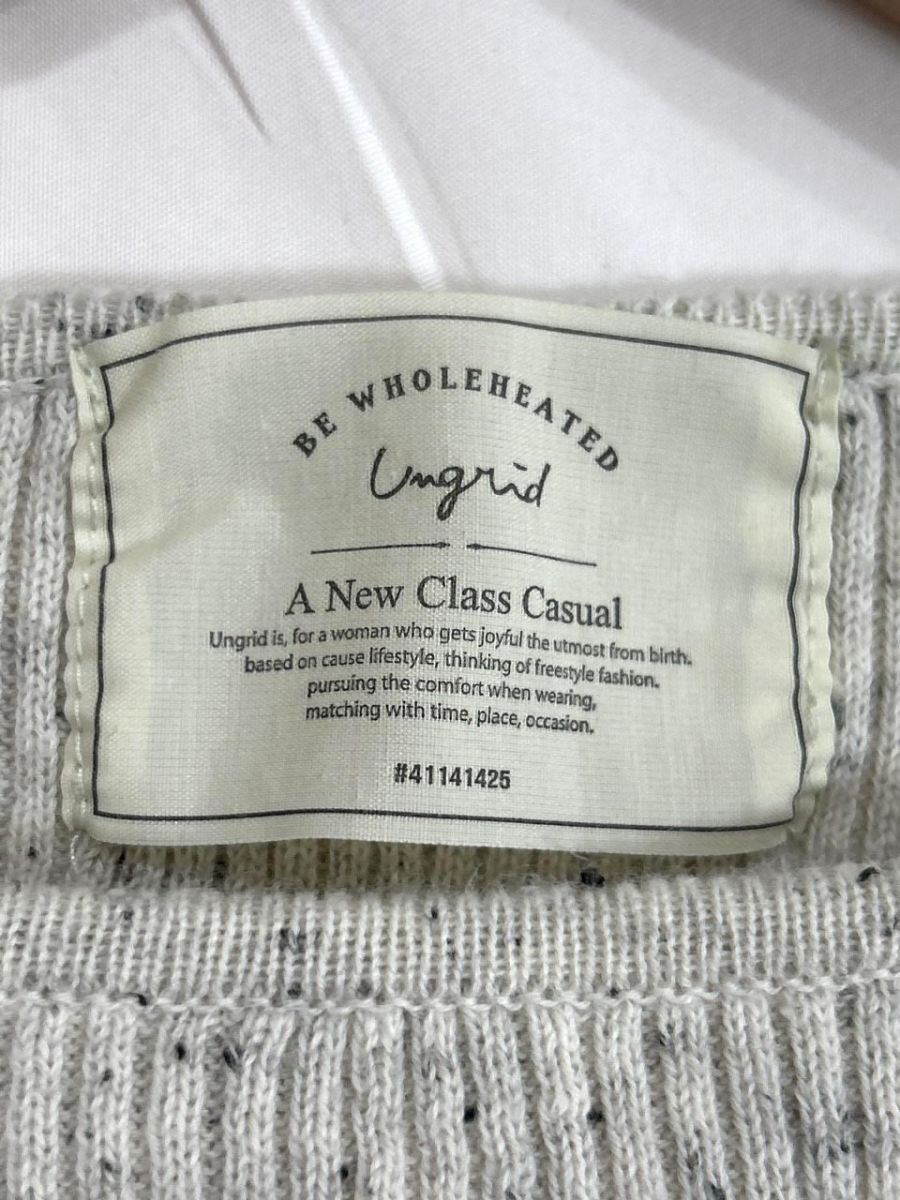 BE WHOLEHEATED
Ungrid
A New Class Casual
Ungrid is, for a woman who gets joyful the utmost from birth.
based on cause lifestyle, thinking of freestyle fashion.
pursuing the comfort when wearing,
matching with time, place, occasion.
#41141425